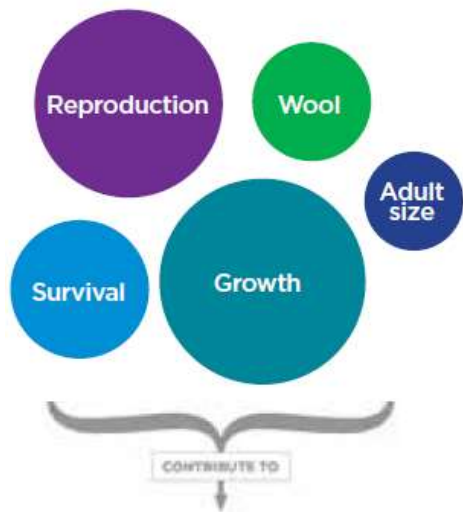 Reproduction
Wool
Adult
size
Survival
Growth
CONTRIBUTE TO